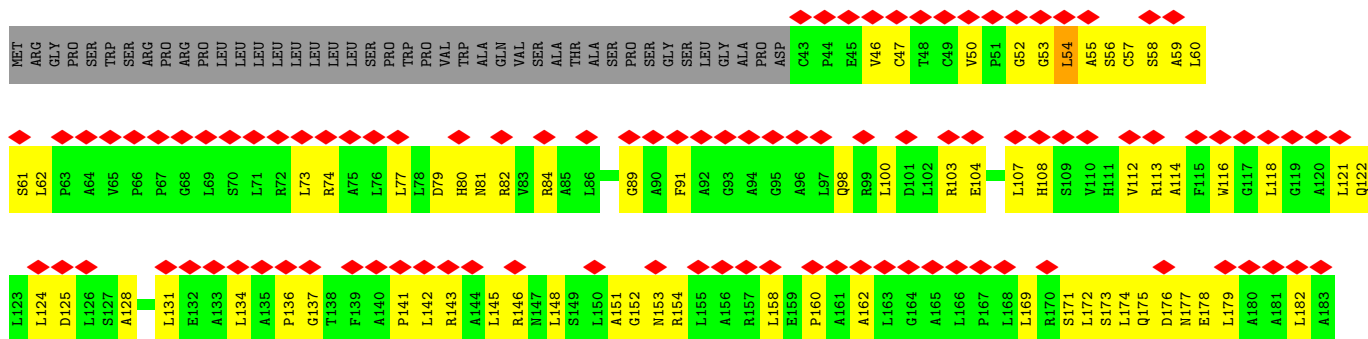 MET ARG GLY PRO SER TRP SER ARG PRO ARG PRO LEU LEU LEU LEU LEU LEU LEU LEU SER PRO TRP PRO VAL TRP ALA GLN VAL SER ALA THR ALA SER PRO SER GLY SER LEU GLY ALA PRO ASP C43 P44 E45 V46 C47 T48 C49 V50 P51 G52 G53 L54 A55 S56 C57 S58 A59 L60
S61 L62 P63 A64 V65 P66 P67 G68 L69 S70 L71 R72 L73 R74 A75 L76 L77 L78 D79 H80 N81 R82 V83 R84 A85 L86 G89 A90 F91 A92 G93 A94 G95 A96 L97 Q98 R99 L100 D101 L102 R103 E104 L107 H108 S109 V110 H111 V112 R113 A114 F115 W116 G117 L118 G119 A120 L121 Q122
L123 L124 D125 L126 S127 A128 L131 E132 A133 L134 A135 P136 G137 T138 F139 A140 P141 L142 R143 A144 L145 R146 N147 L148 S149 L150 A151 G152 N153 R154 L155 A156 R157 L158 E159 P160 A161 A162 L163 G164 A165 L166 P167 L168 L169 R170 S171 L172 S173 L174 Q175 D176 N177 E178 L179 A180 A181 L182 A183